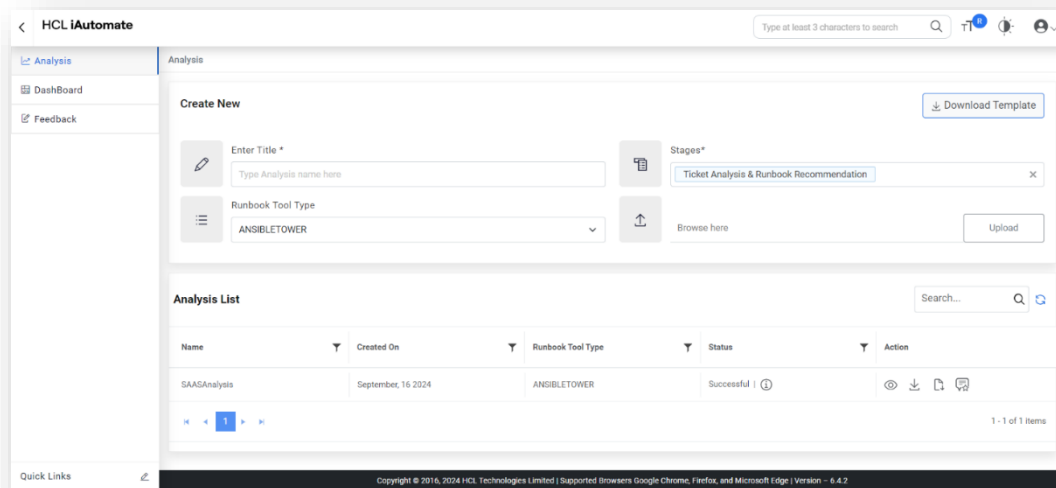 HCL iAutomate
Type at least 3 characters to search
TT R
Analysis
DashBoard
Feedback
Analysis
Create New
Download Template
Enter Title *
Type Analysis name here
Stages*
Ticket Analysis & Runbook Recommendation
Runbook Tool Type
ANSIBLETOWER
Browse here
Upload
Analysis List
Search...
Name Created On Runbook Tool Type Status Action
SAASAnalysis September, 16 2024 ANSIBLETOWER Successful |
1
1 - 1 of 1 items
Quick Links
Copyright © 2016, 2024 HCL Technologies Limited | Supported Browsers Google Chrome, Firefox, and Microsoft Edge | Version – 6.4.2